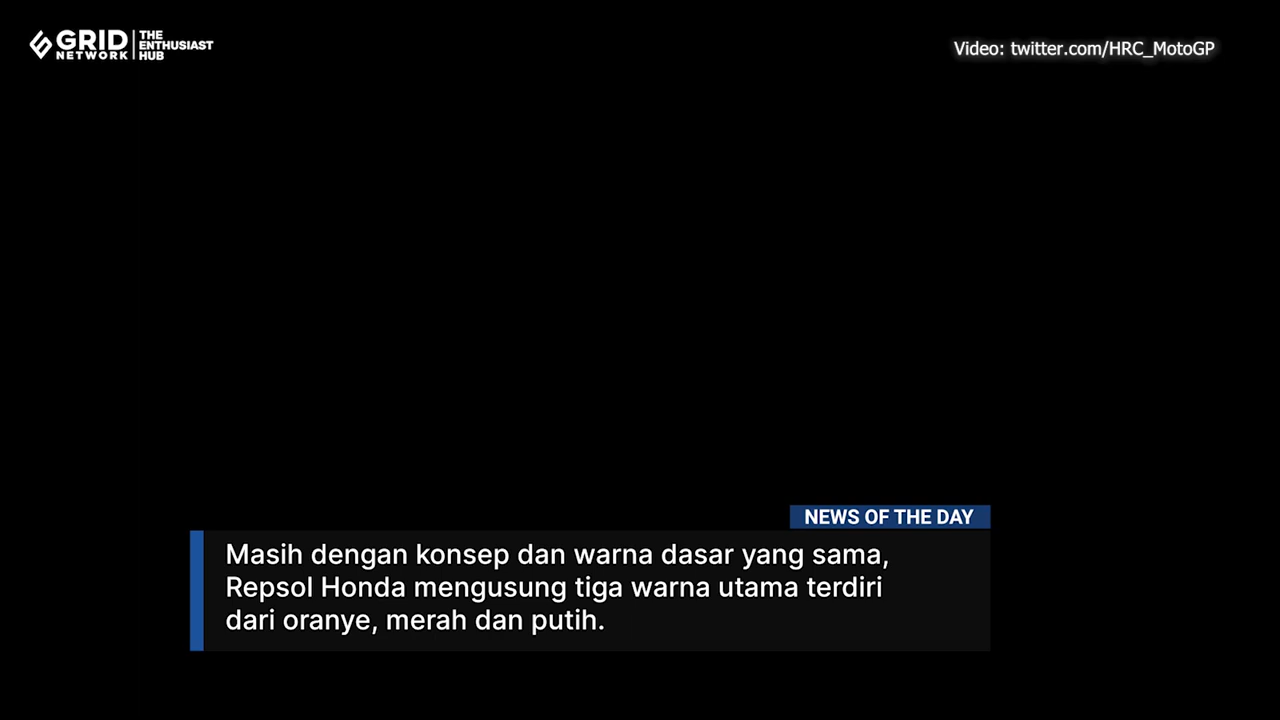 GRID
NETWORK
THE
ENTHUSIAST
HUB
Video: twitter.com/HRC_MotoGP
NEWS OF THE DAY
Masih dengan konsep dan warna dasar yang sama,
Repsol Honda mengusung tiga warna utama terdiri
dari oranye, merah dan putih.